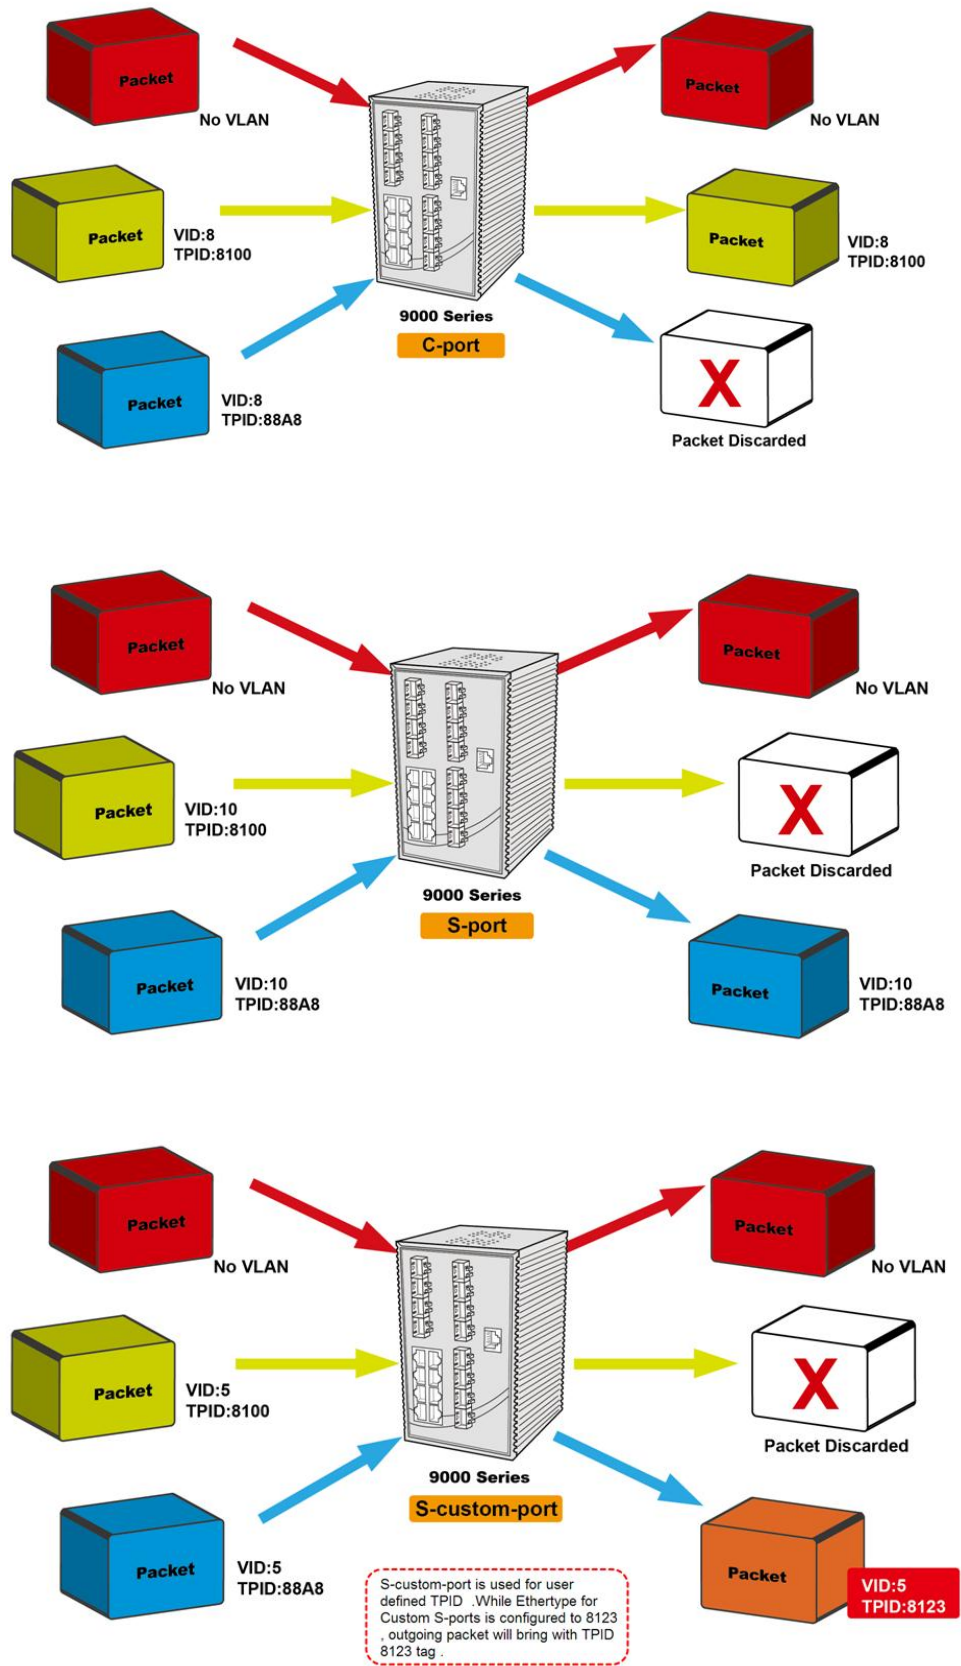 Packet
No VLAN
Packet
No VLAN
Packet
VID:8
TPID:8100
Packet
VID:8
TPID:8100
9000 Series
C-port
Packet
VID:8
TPID:88A8
X
Packet Discarded
Packet
No VLAN
Packet
No VLAN
Packet
VID:10
TPID:8100
X
Packet Discarded
9000 Series
S-port
Packet
VID:10
TPID:88A8
Packet
VID:10
TPID:88A8
Packet
No VLAN
Packet
No VLAN
Packet
VID:5
TPID:8100
X
Packet Discarded
9000 Series
S-custom-port
Packet
VID:5
TPID:88A8
Packet
VID:5
TPID:8123
S-custom-port is used for user
defined TPID .While Ethertype for
Custom S-ports is configured to 8123
, outgoing packet will bring with TPID
8123 tag .